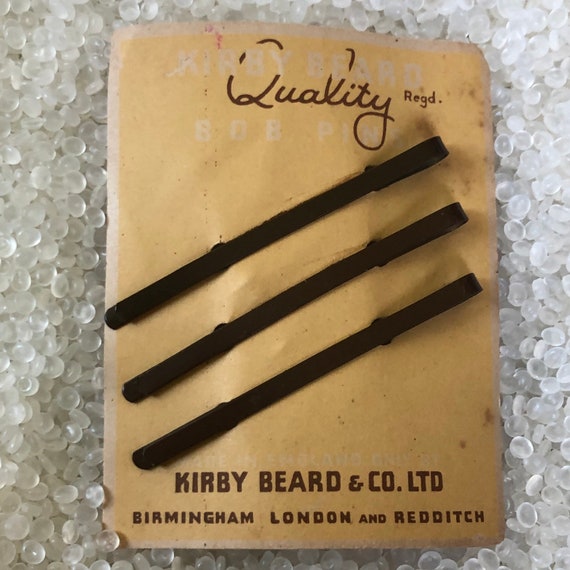 KIRBY BEARD
Quality Regd.
BOB PINS
KIRBY BEARD & CO. LTD
BIRMINGHAM LONDON AND REDDITCH